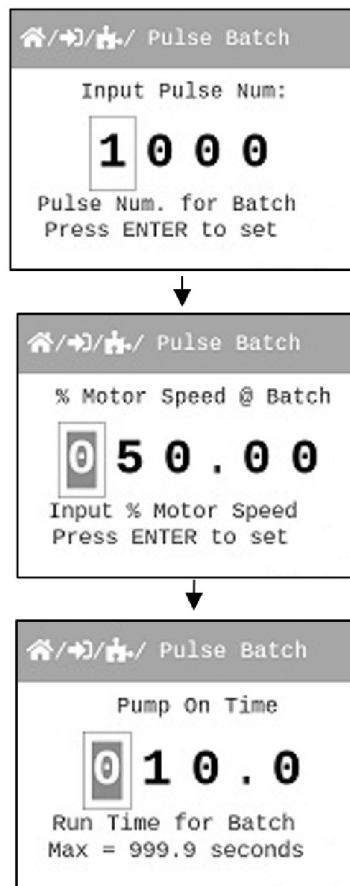 / / / Pulse Batch
Input Pulse Num:
1000
Pulse Num. for Batch
Press ENTER to set
/ / / Pulse Batch
% Motor Speed @ Batch
050.00
Input % Motor Speed
Press ENTER to set
/ / / Pulse Batch
Pump On Time
010.0
Run Time for Batch
Max = 999.9 seconds